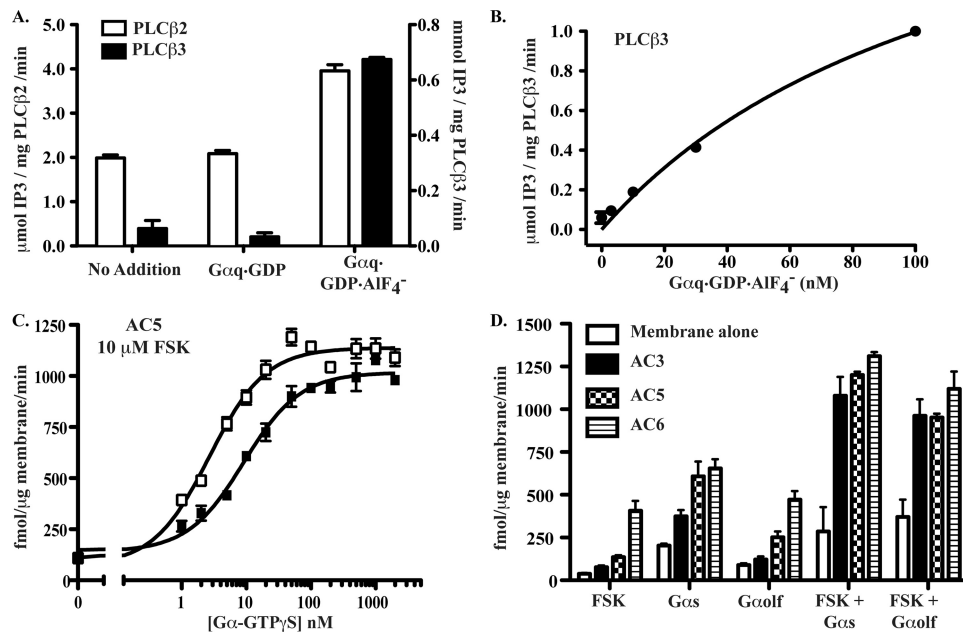 A.
PLCβ2
PLCβ3
μmol IP3 / mg PLCβ2 /min
5.0
4.0
3.0
2.0
1.0
0.0
mmol IP3 / mg PLCβ3 /min
0.8
0.6
0.4
0.2
0.0
No Addition
Gαq·GDP
Gαq·
GDP·AlF4⁻
B.
PLCβ3
μmol IP3 / mg PLCβ3 /min
1.0
0.8
0.6
0.4
0.2
0.0
0 20 40 60 80 100
Gαq·GDP·AlF4⁻ (nM)
C.
AC5
10 μM FSK
fmol/μg membrane/min
1250
1000
750
500
250
0
0 1 10 100 1000
[Gα-GTPγS] nM
D.
Membrane alone
AC3
AC5
AC6
fmol/μg membrane/min
1500
1250
1000
750
500
250
0
FSK
Gαs
Gαolf
FSK +
Gαs
FSK +
Gαolf